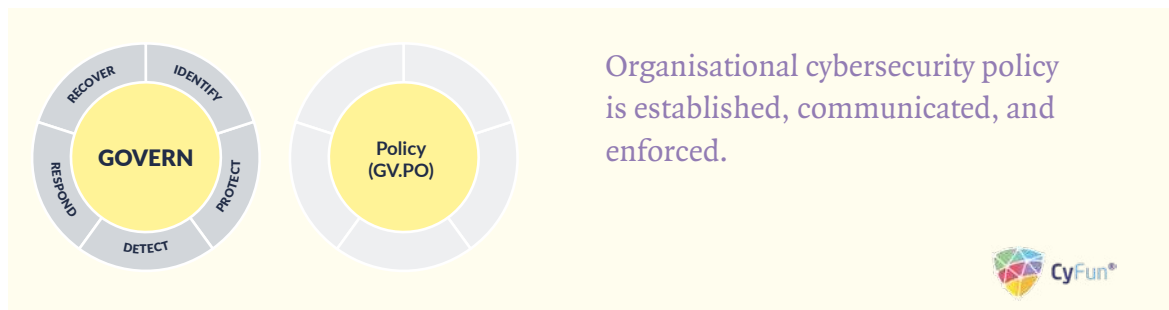 RECOVER
IDENTIFY
GOVERN
RESPOND
PROTECT
DETECT
Policy
(GV.PO)
Organisational cybersecurity policy
is established, communicated, and
enforced.
CyFun®